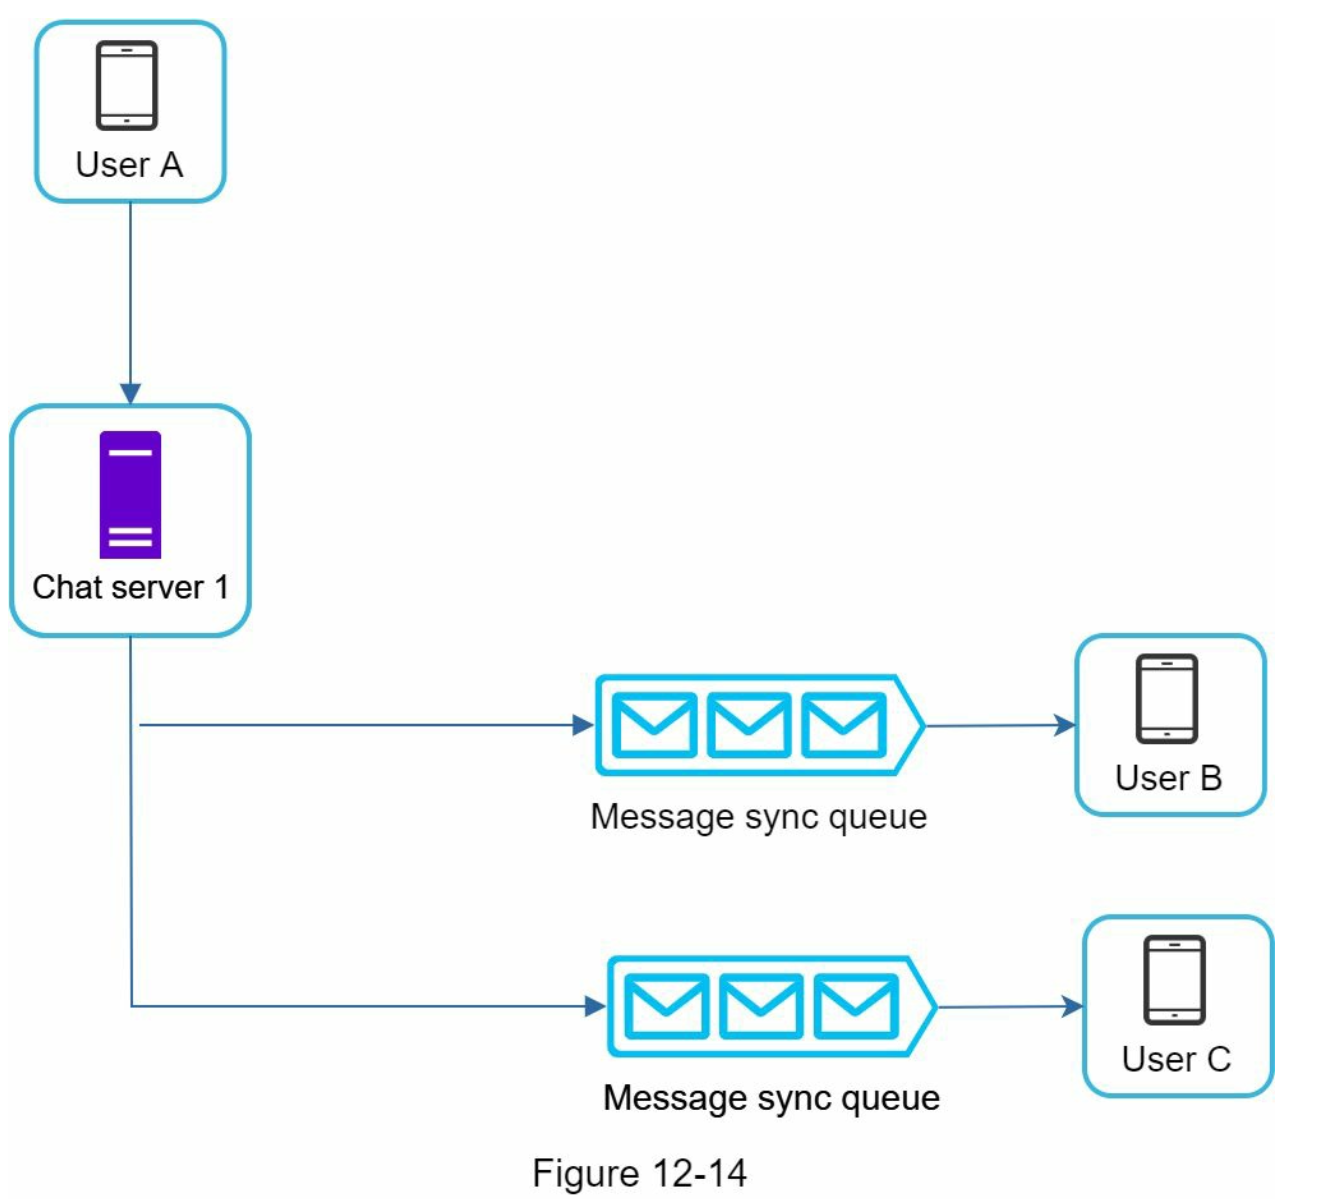 User A
Chat server 1
Message sync queue
User B
Message sync queue
User C
Figure 12-14